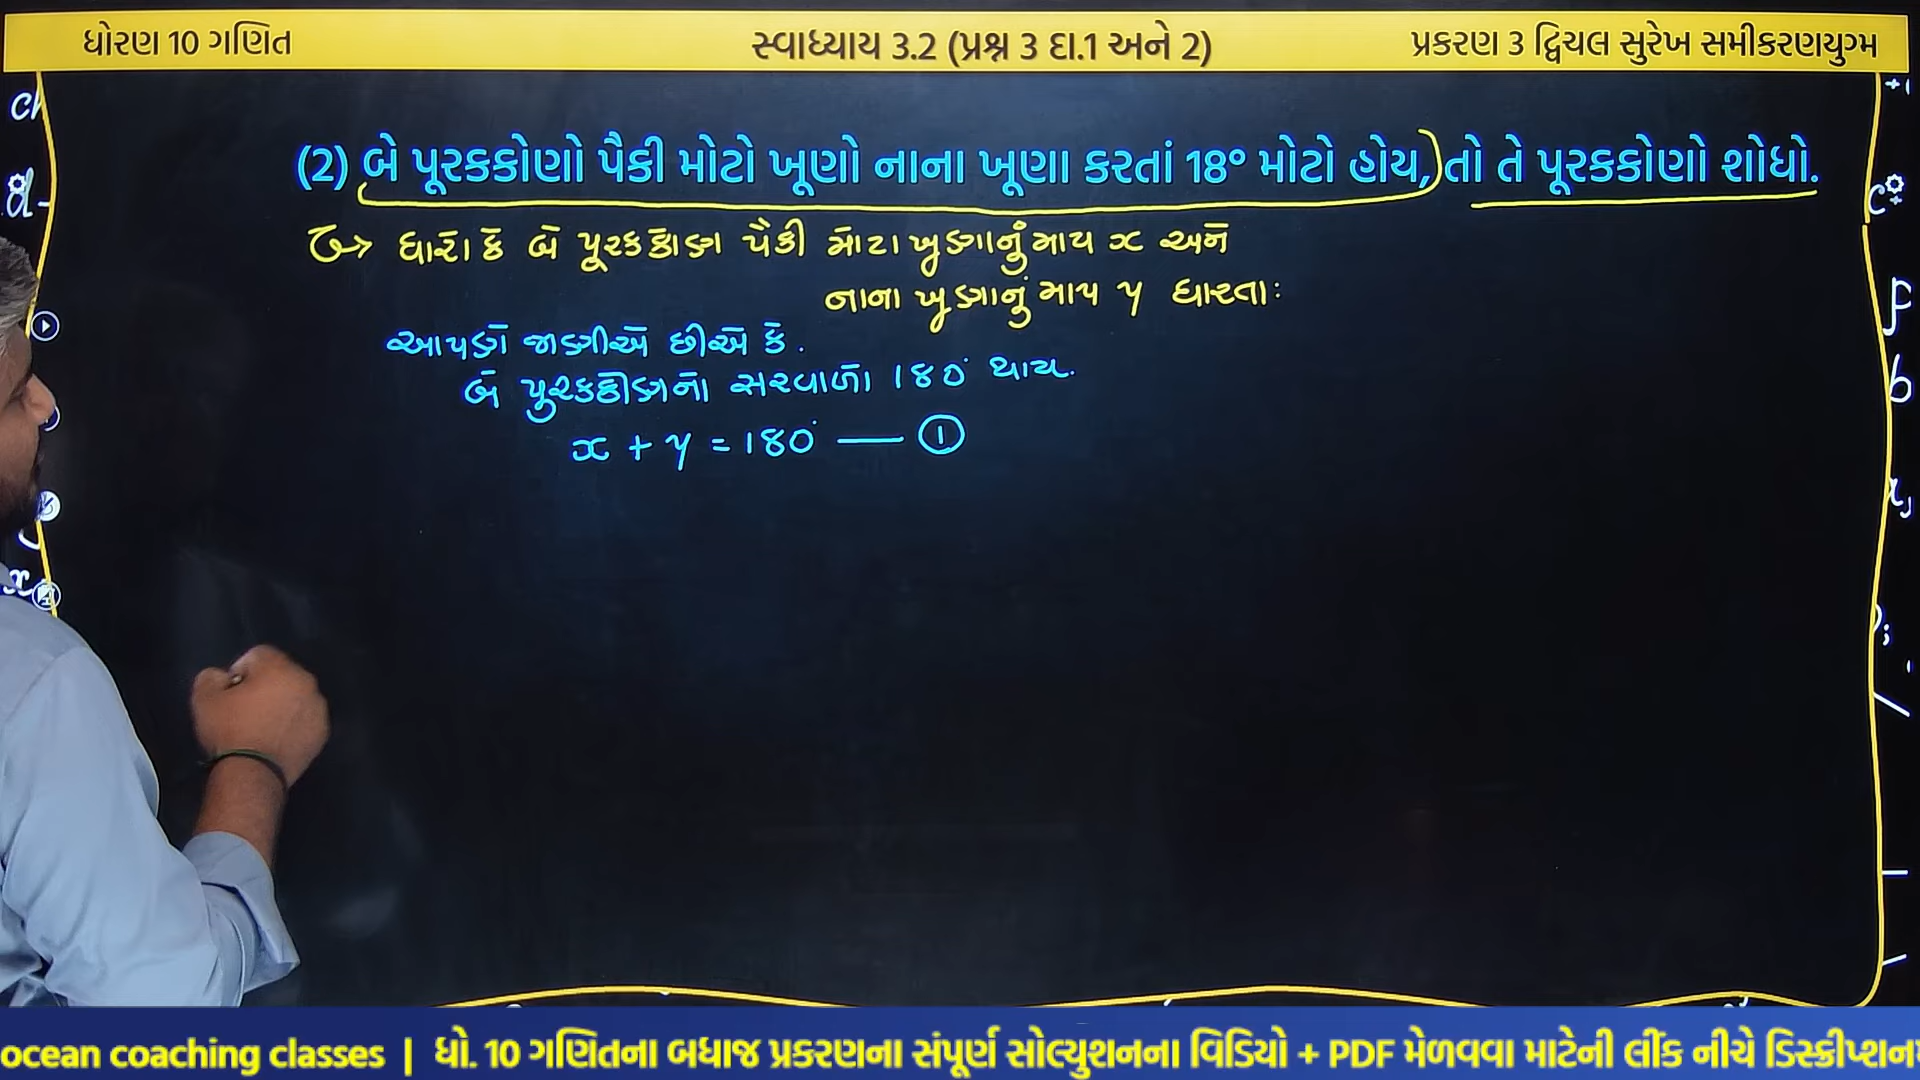 ધોરણ 10 ગણિત
સ્વાધ્યાય 3.2 (પ્રશ્ન 3 દા.1 અને 2)
પ્રકરણ 3 દ્વિચલ સુરેખ સમીકરણયુગ્મ
(2) બે પૂરકકોણો પૈકી મોટો ખૂણો નાના ખૂણા કરતાં 18° મોટો હોય, તો તે પૂરકકોણો શોધો.
ધારો કે બે પૂરકકોણ પૈકી મોટા ખૂણાનું માપ x અને
નાના ખૂણાનું માપ y ધારતા:
આપણે જાણીએ છીએ કે.
બે પુરકકોણનો સરવાળો 180° થાય.
x + y = 180° — ①
ocean coaching classes | ધો. 10 ગણિતના બધાજ પ્રકરણના સંપૂર્ણ સોલ્યુશનના વિડિયો + PDF મેળવવા માટેની લીંક નીચે ડિસ્ક્રીપ્શન